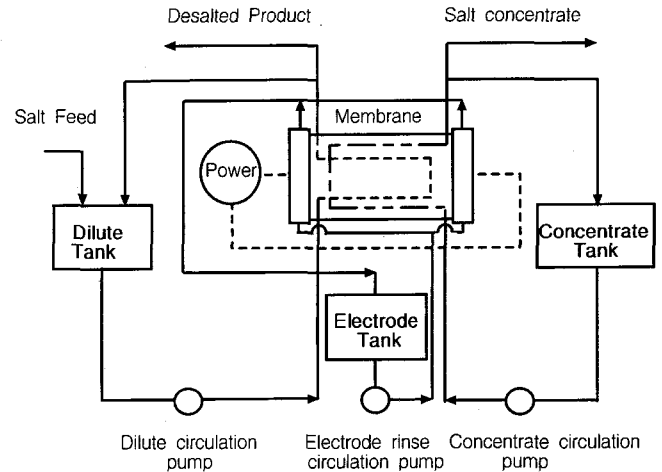 Desalted Product
Salt concentrate
Salt Feed
Membrane
Power
Dilute
Tank
Concentrate
Tank
Electrode
Tank
Dilute circulation
pump
Electrode rinse
circulation pump
Concentrate circulation
pump